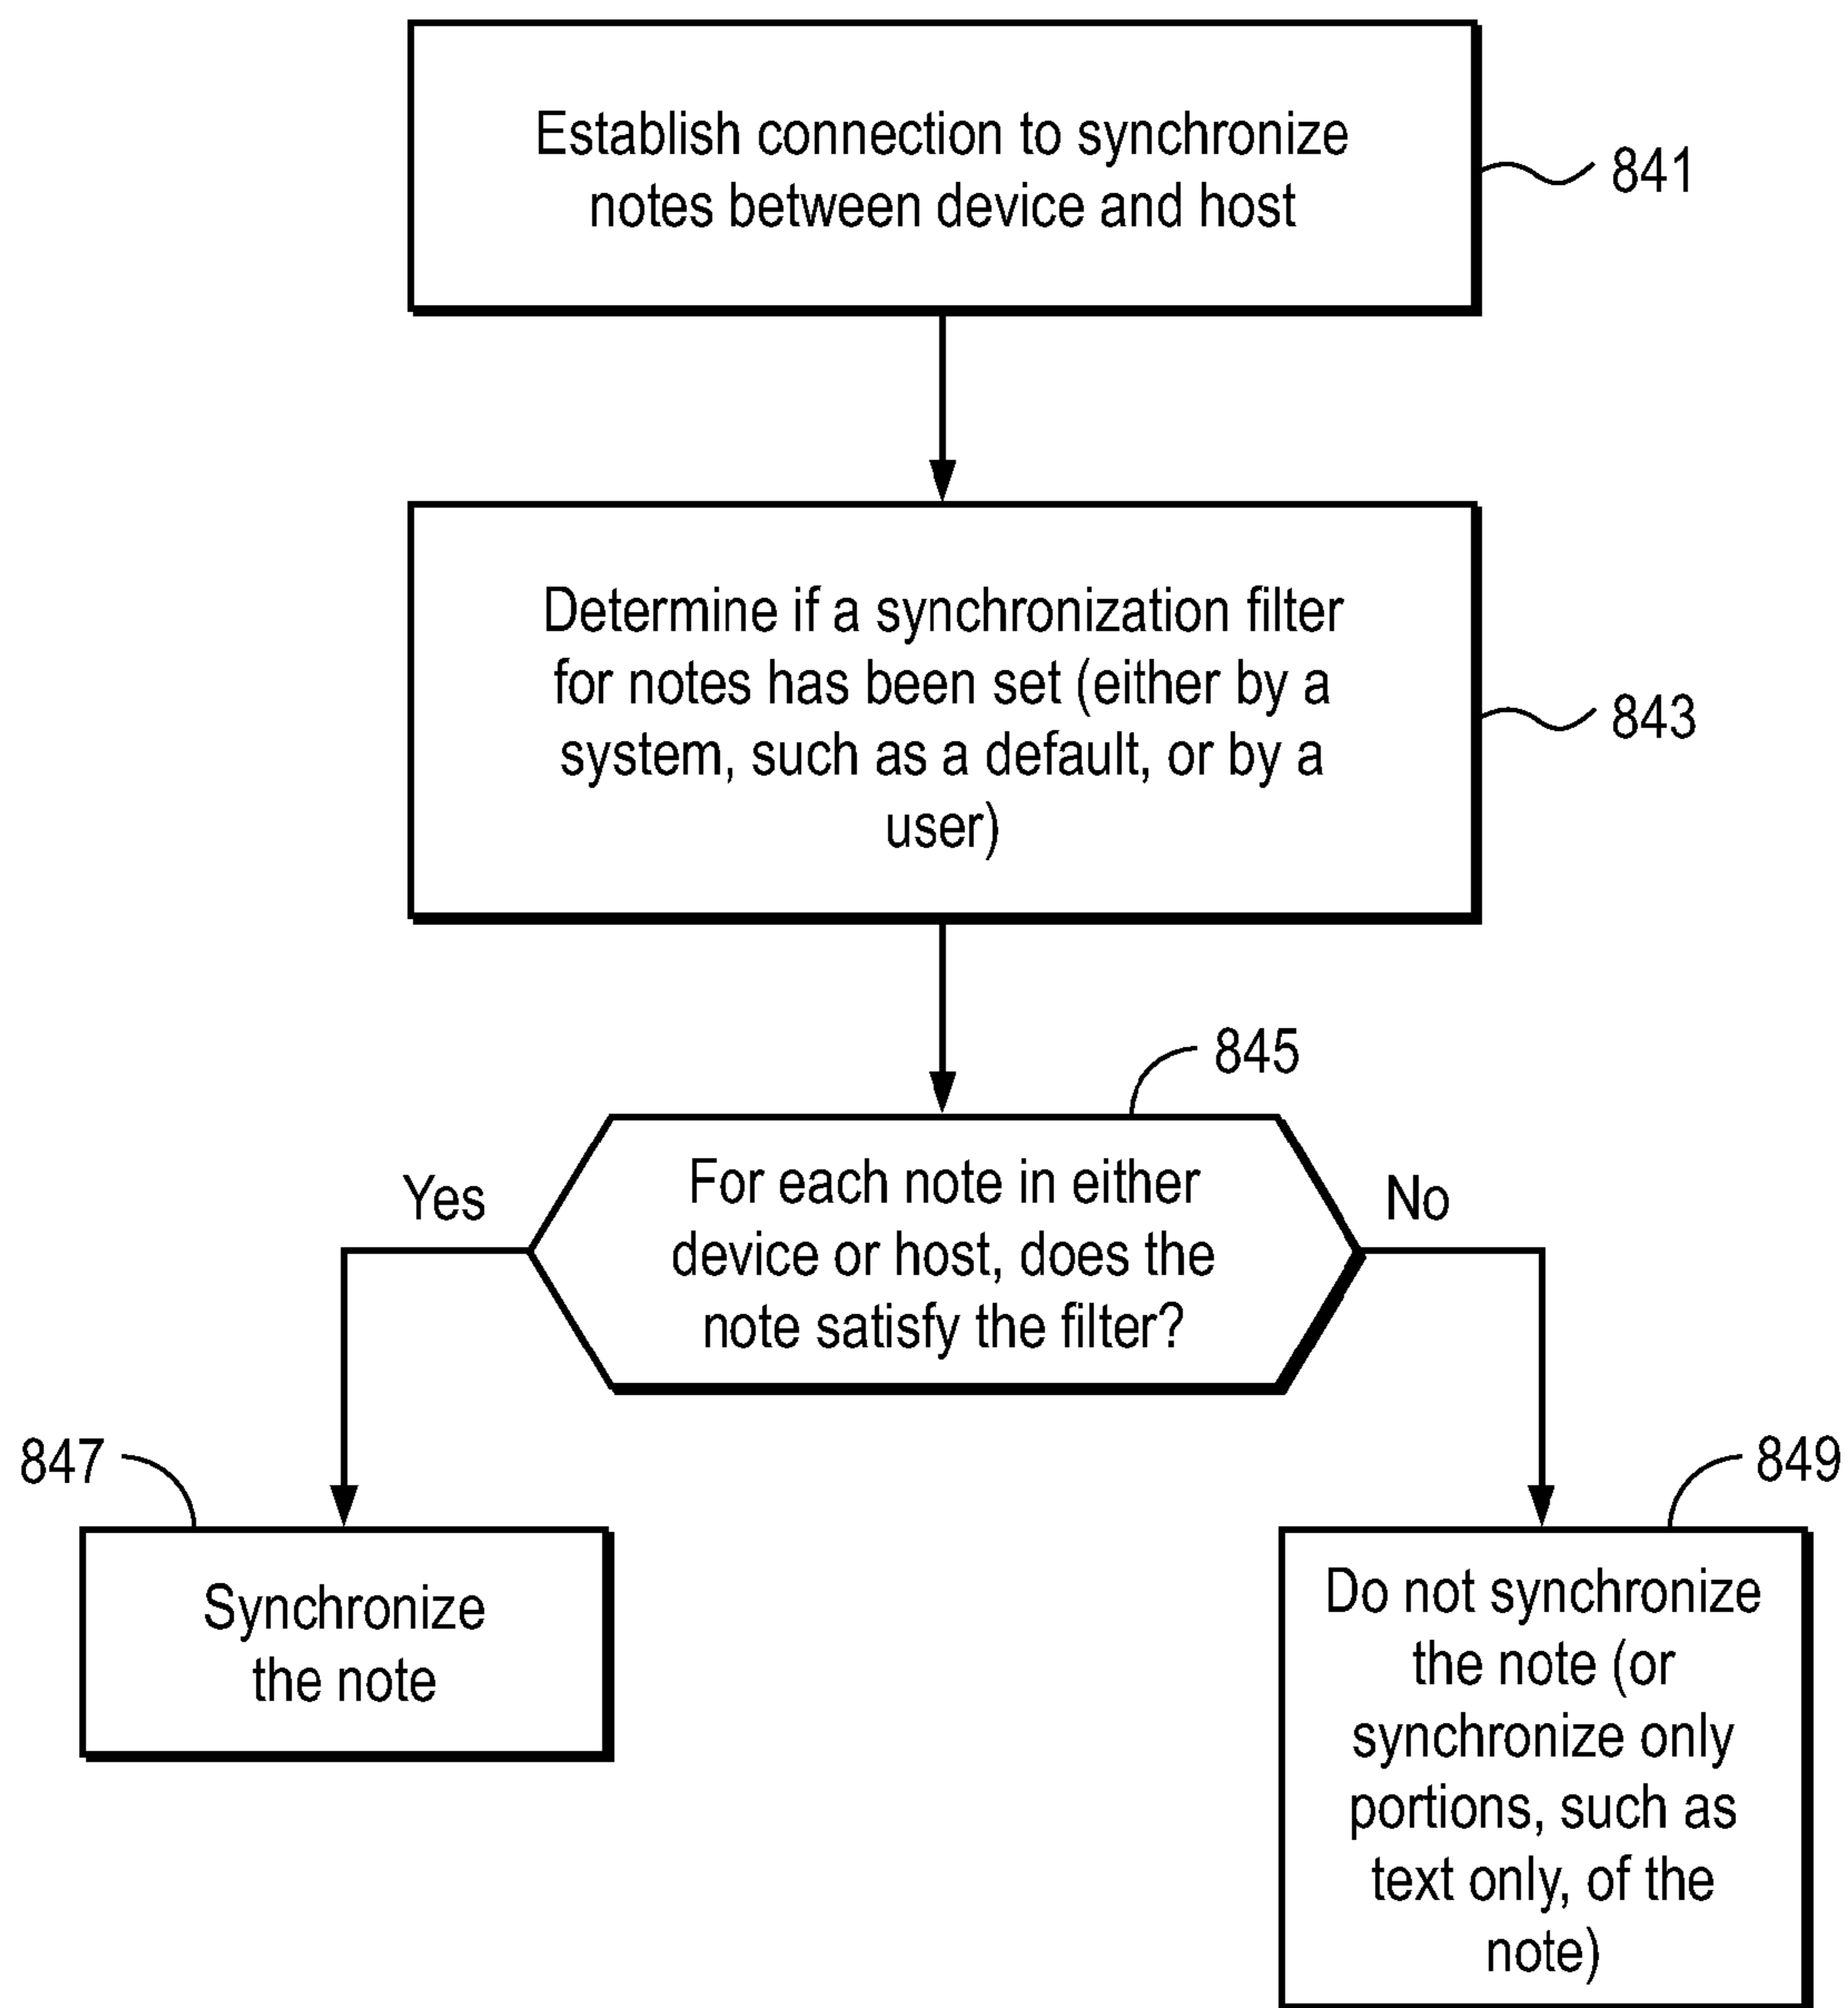 Establish connection to synchronize
notes between device and host
841
Determine if a synchronization filter
for notes has been set (either by a
system, such as a default, or by a
user)
843
845
Yes
For each note in either
device or host, does the
note satisfy the filter?
No
847
Synchronize
the note
849
Do not synchronize
the note (or
synchronize only
portions, such as
text only, of the
note)